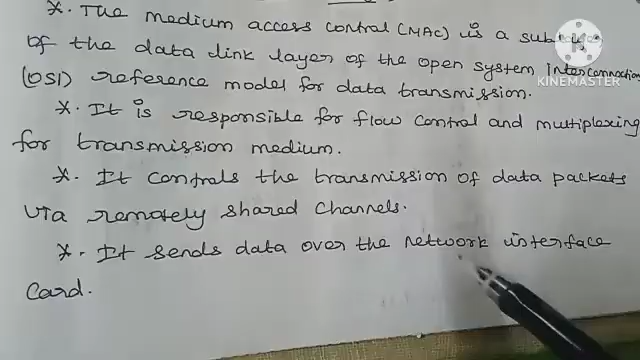 *. The medium access control (MAC) is a
of the data link layer of the open system Interconnection
(OSI) reference model for data transmission.
*. It is responsible for flow control and multiplexing
for transmission medium.
*. It controls the transmission of data packets
via remotely shared channels.
*. It sends data over the network interface
card.
KINEMASTER